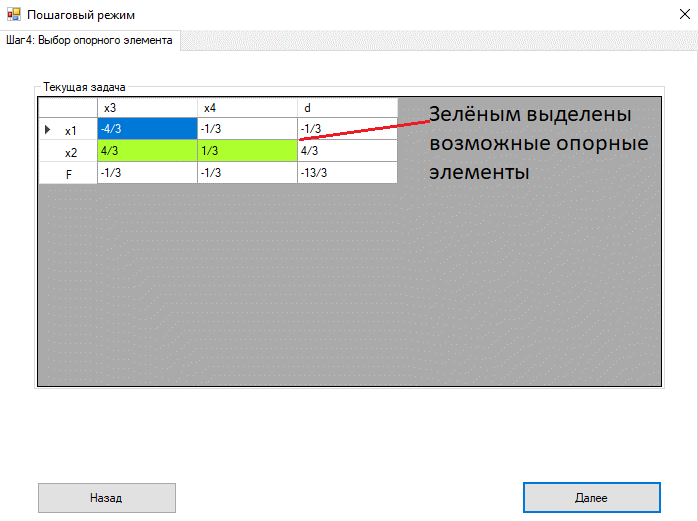 Пошаговый режим
Шаг4: Выбор опорного элемента
Текущая задача
x3 x4 d
x1 -4/3 -1/3 -1/3
x2 4/3 1/3 4/3
F -1/3 -1/3 -13/3
Зелёным выделены
возможные опорные
элементы
Назад Далее